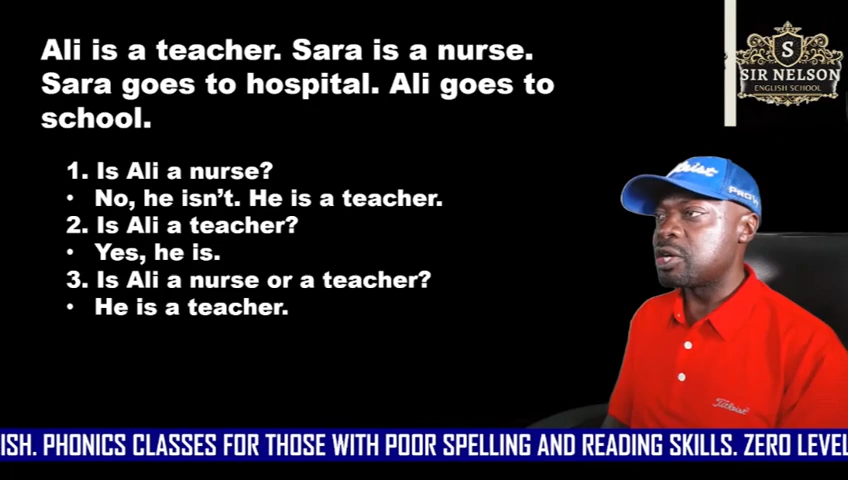 Ali is a teacher. Sara is a nurse.
Sara goes to hospital. Ali goes to
school.
S
SIR NELSON
ENGLISH SCHOOL
1. Is Ali a nurse?
• No, he isn't. He is a teacher.
2. Is Ali a teacher?
• Yes, he is.
3. Is Ali a nurse or a teacher?
• He is a teacher.
Titleist
Titleist
ISH. PHONICS CLASSES FOR THOSE WITH POOR SPELLING AND READING SKILLS. ZERO LEVEL